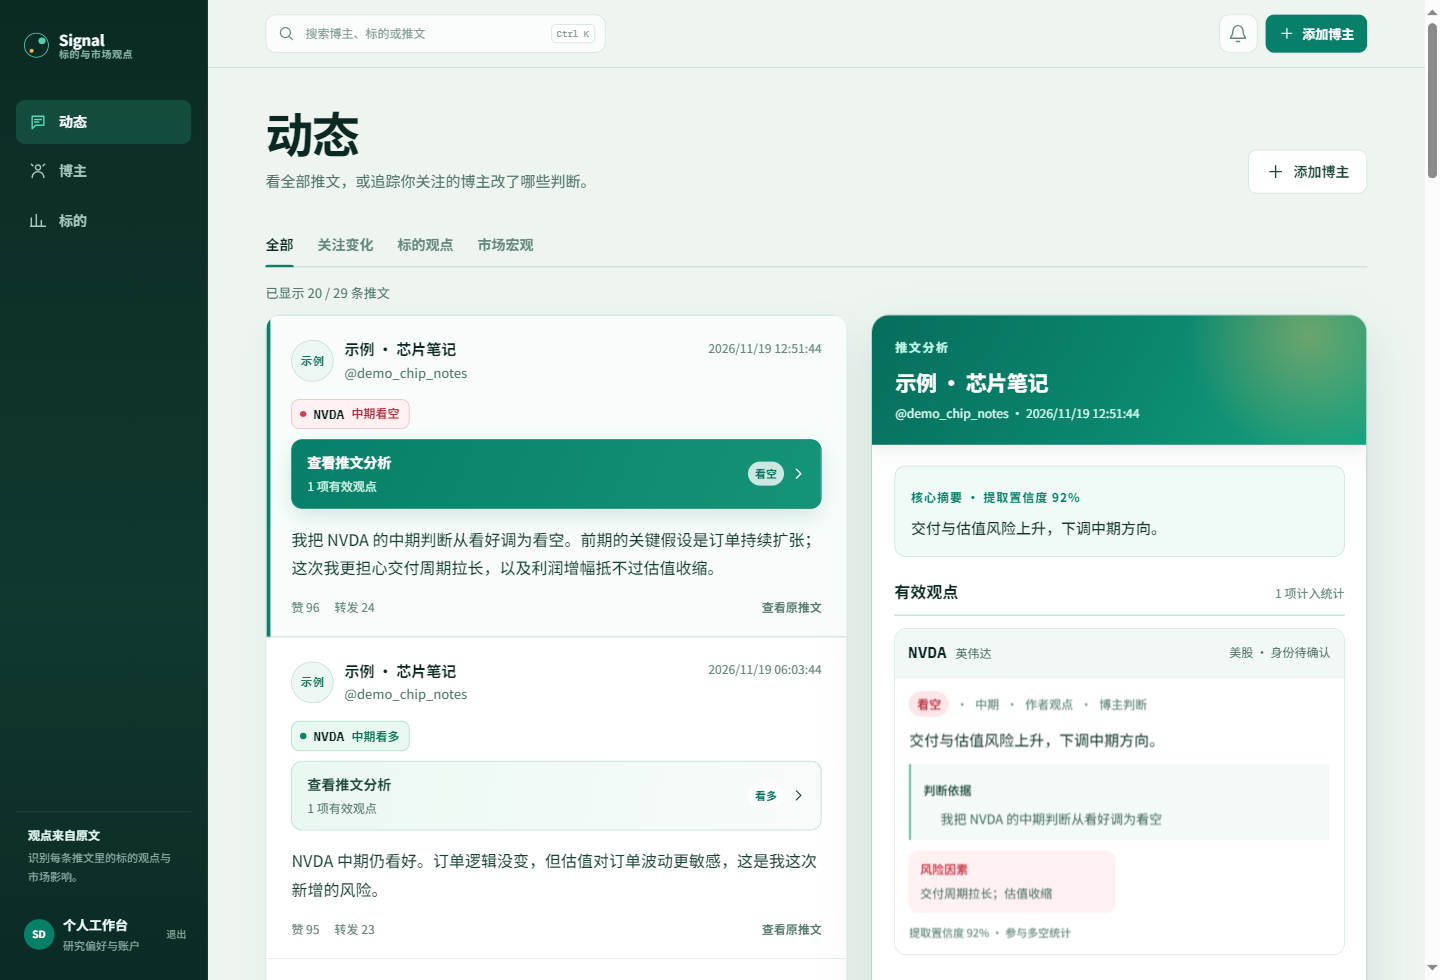 Signal
标的与市场观点
动态
博主
标的
观点来自原文
识别每条推文里的标的观点与
市场影响。
SD
个人工作台
研究偏好与账户
退出
搜索博主、标的或推文
Ctrl K
添加博主
动态
看全部推文，或追踪你关注的博主改了哪些判断。
添加博主
全部
关注变化
标的观点
市场宏观
已显示 20 / 29 条推文
示例
示例 · 芯片笔记
@demo_chip_notes
2026/11/19 12:51:44
NVDA 中期看空
查看推文分析
1 项有效观点
看空
我把 NVDA 的中期判断从看好调为看空。前期的关键假设是订单持续扩张；
这次我更担心交付周期拉长，以及利润增幅抵不过估值收缩。
赞 96 转发 24
查看原推文
示例
示例 · 芯片笔记
@demo_chip_notes
2026/11/19 06:03:44
NVDA 中期看多
查看推文分析
1 项有效观点
看多
NVDA 中期仍看好。订单逻辑没变，但估值对订单波动更敏感，这是我这次
新增的风险。
赞 95 转发 23
查看原推文
推文分析
示例 · 芯片笔记
@demo_chip_notes · 2026/11/19 12:51:44
核心摘要 · 提取置信度 92%
交付与估值风险上升，下调中期方向。
有效观点
1 项计入统计
NVDA 英伟达
美股 · 身份待确认
看空 · 中期 · 作者观点 · 博主判断
交付与估值风险上升，下调中期方向。
判断依据
我把 NVDA 的中期判断从看好调为看空
风险因素
交付周期拉长；估值收缩
提取置信度 92% · 参与多空统计